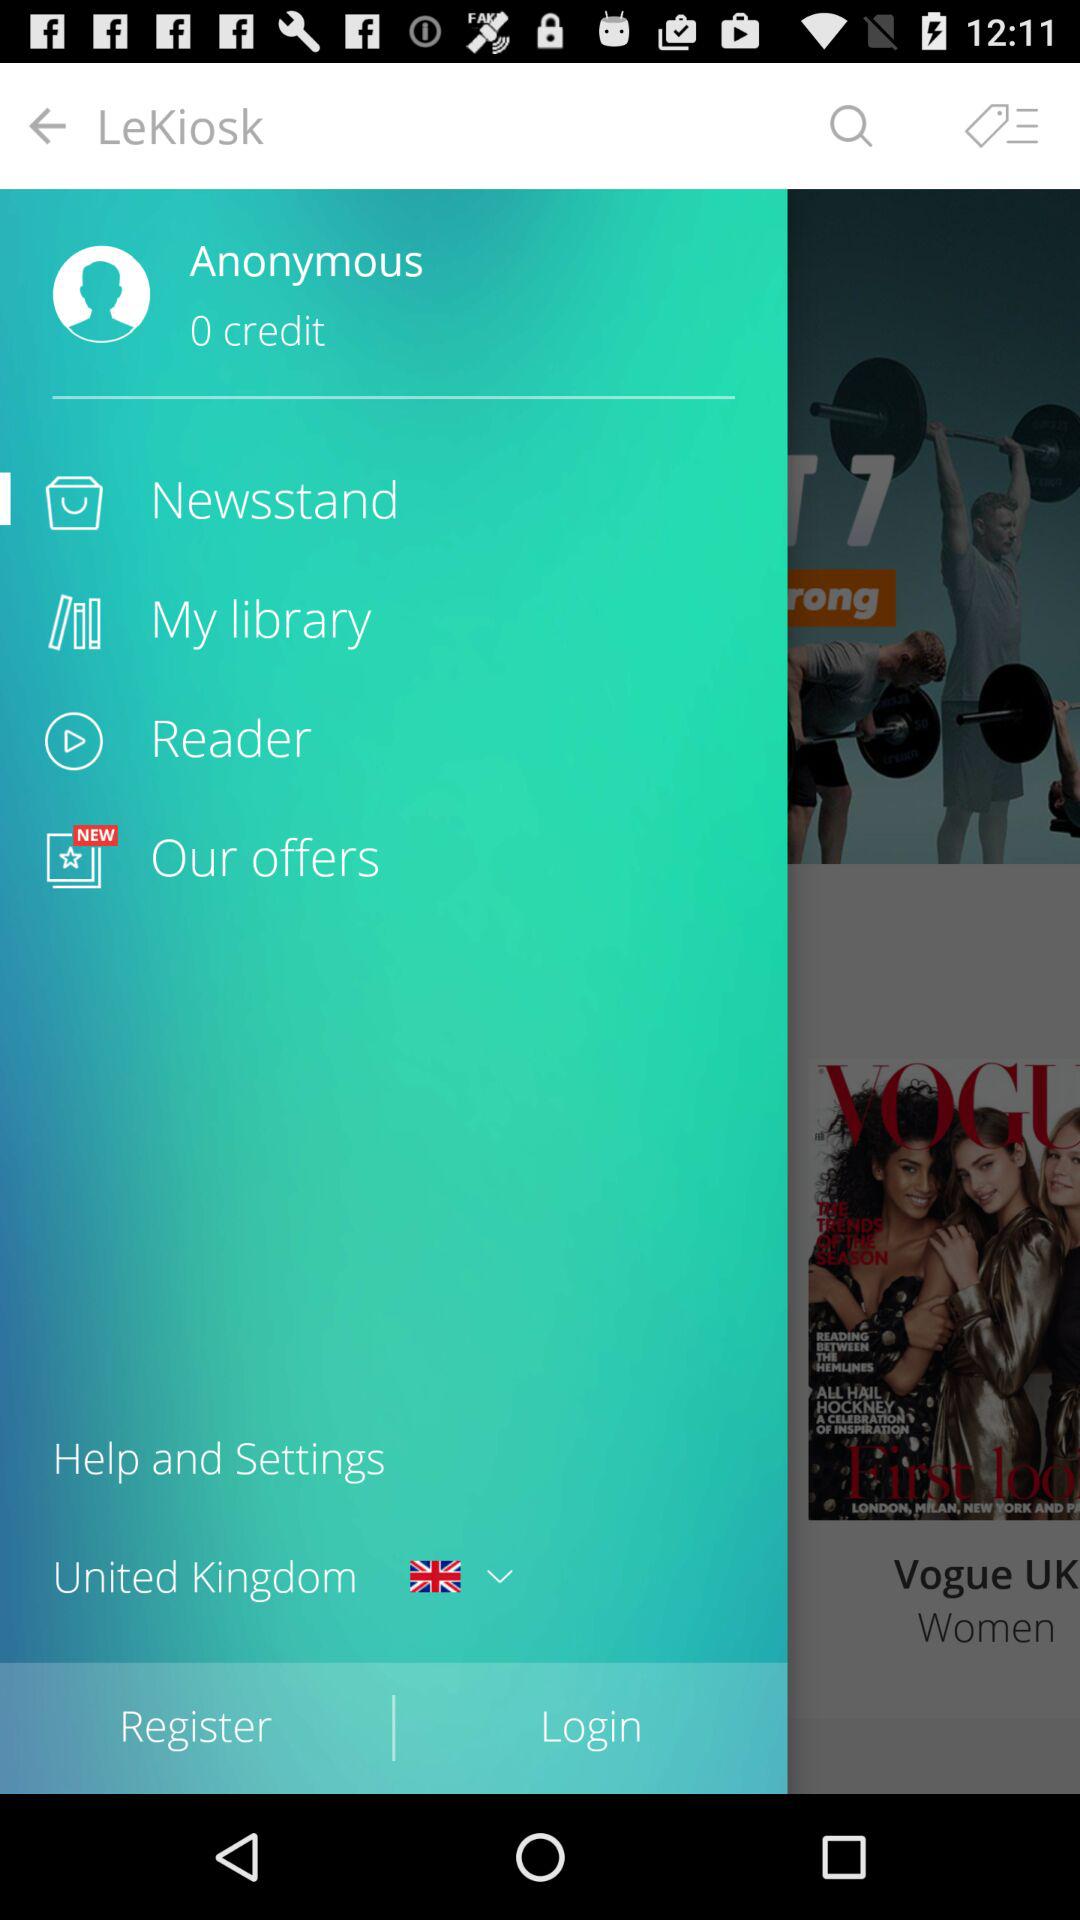 FAKE
12:11
LeKiosk
Anonymous
0 credit
Newsstand
My library
Reader
NEW
Our offers
T 7
rong
VOGU
THE
TRENDS
OF THE
SEASON
READING
BETWEEN
THE
HEMLINES
ALL HAIL
HOCKNEY
A CELEBRATION
OF INSPIRATION
First loo
LONDON, MILAN, NEW YORK AND PA
Vogue UK
Women
Help and Settings
United Kingdom
Register
Login